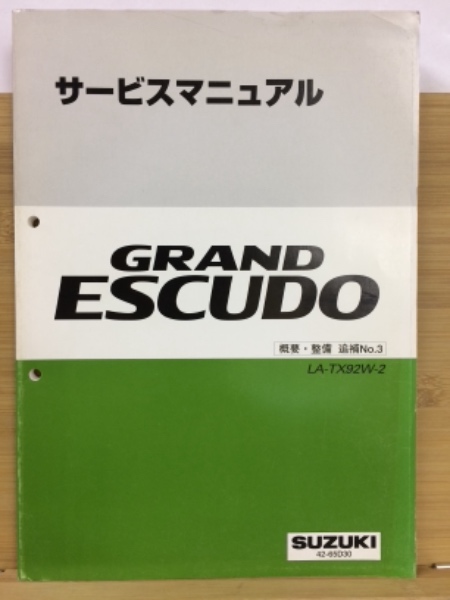 サービスマニュアル
GRAND
ESCUDO
概要・整備 追補No.3
LA-TX92W-2
SUZUKI
42-69D30